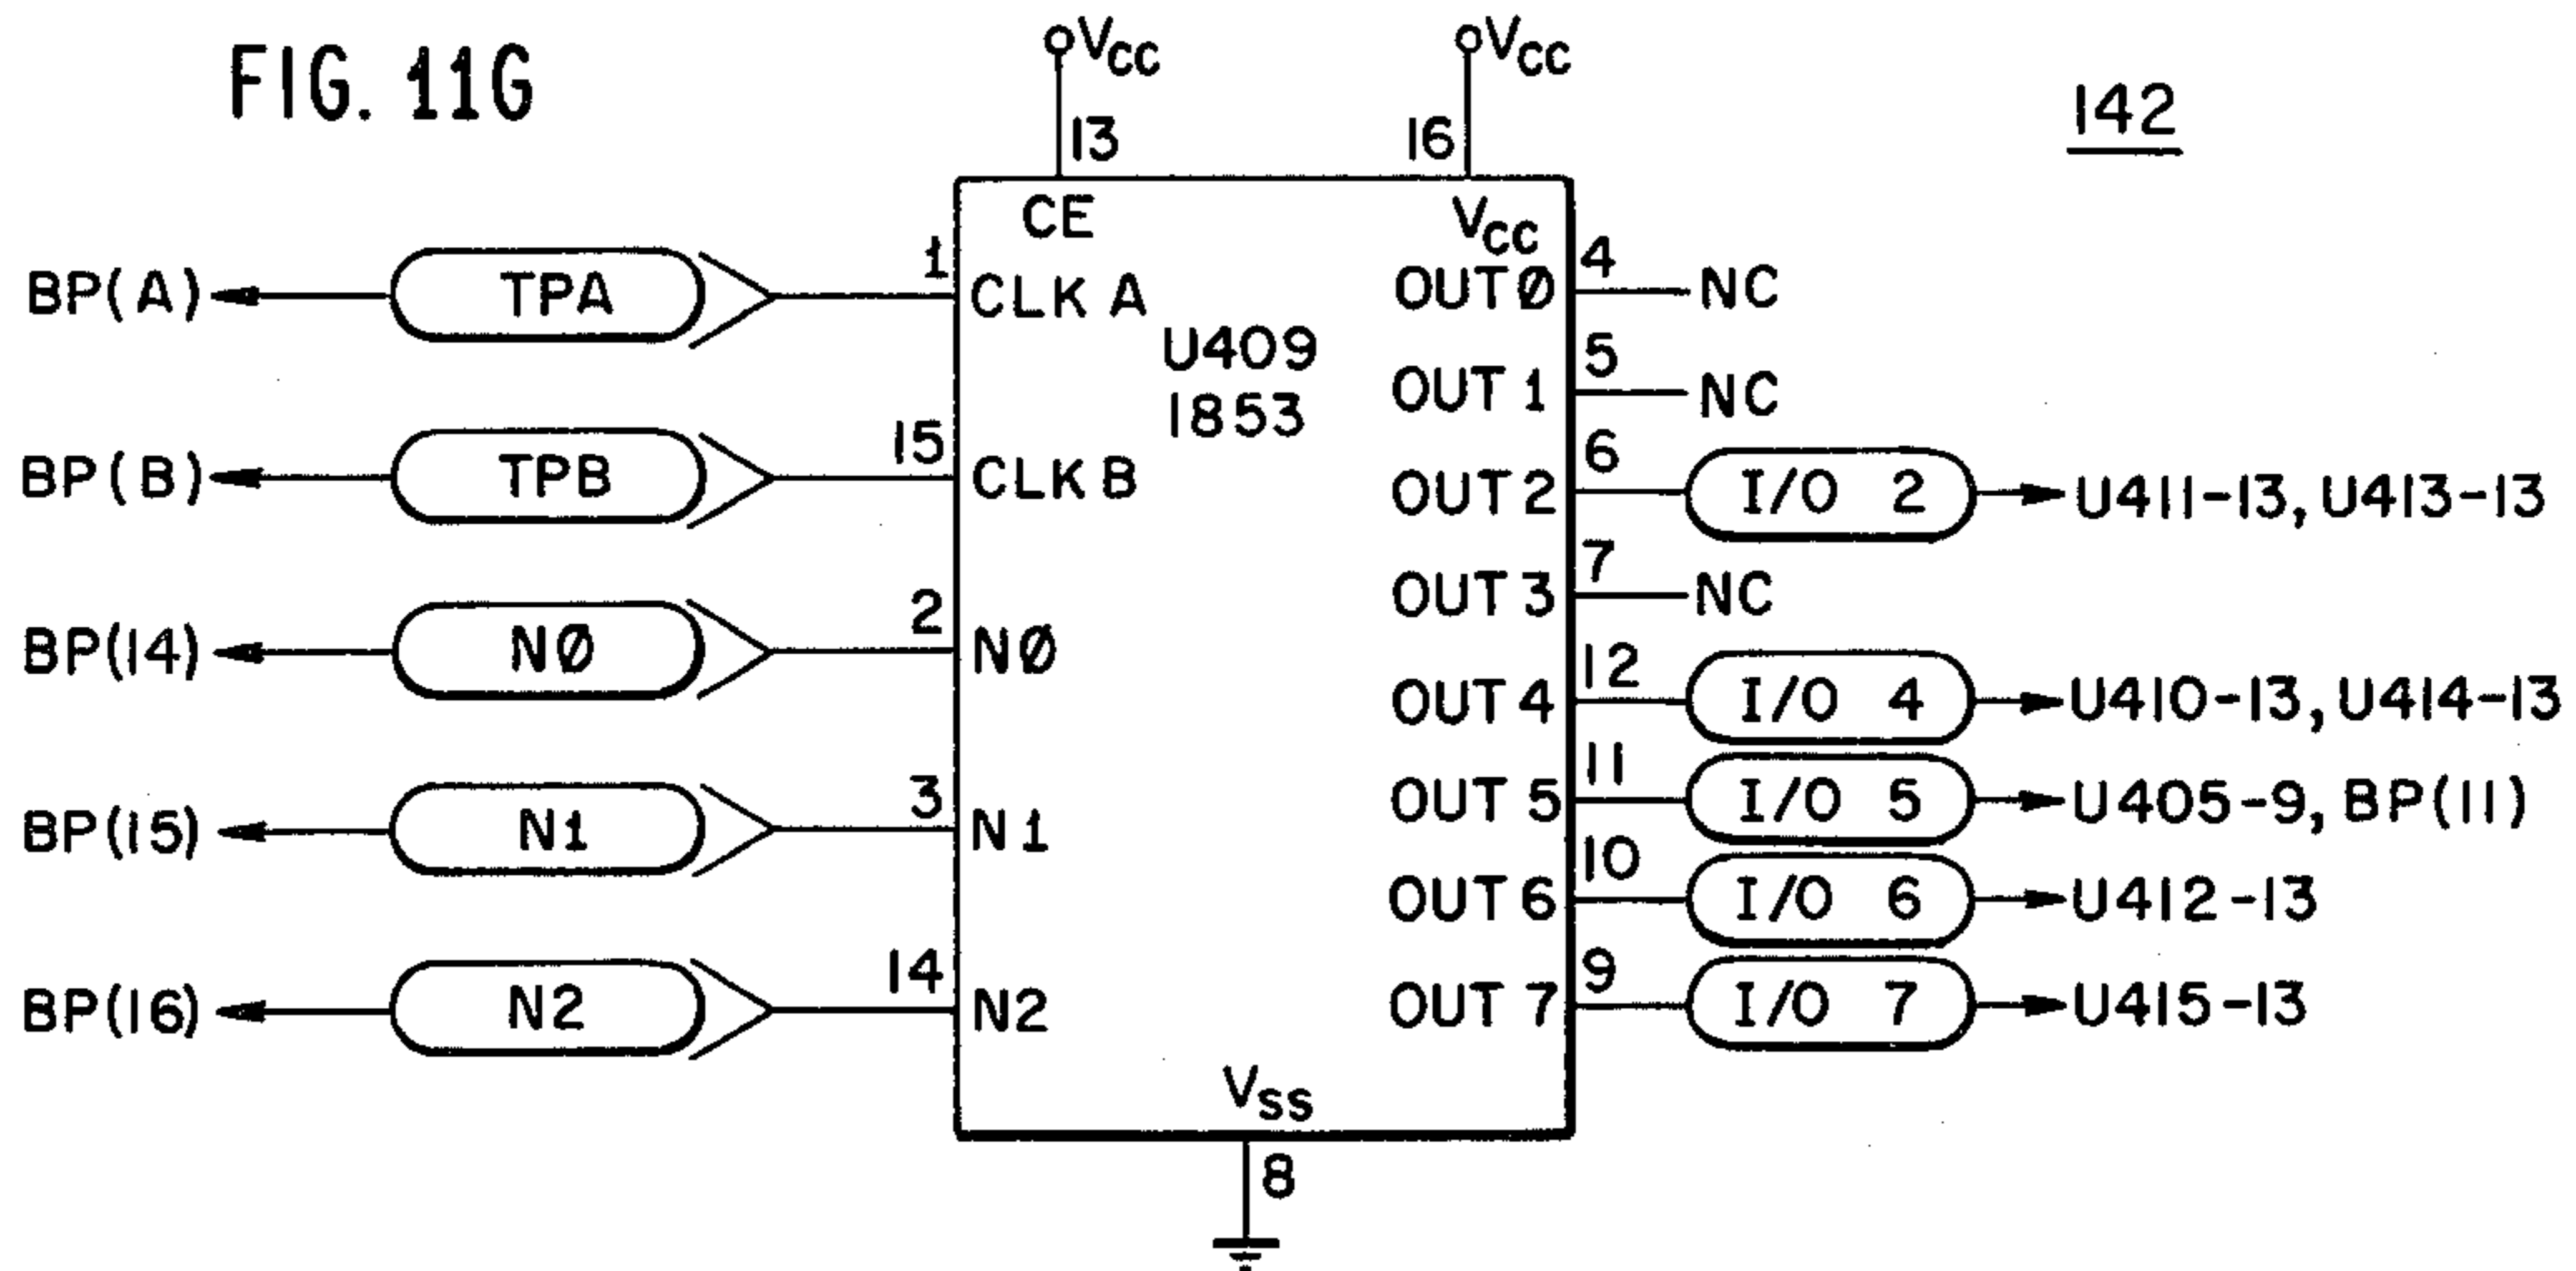 FIG. 11G
VCC
VCC
142
13
16
CE
VCC
BP(A) TPA 1 CLK A
OUTØ 4 NC
U409
1853
OUT 1 5 NC
BP(B) TPB 15 CLK B
OUT 2 6 I/O 2 U411-13, U413-13
OUT 3 7 NC
BP(14) NØ 2 NØ
OUT 4 12 I/O 4 U410-13, U414-13
BP(15) N1 3 N1
OUT 5 11 I/O 5 U405-9, BP(11)
OUT 6 10 I/O 6 U412-13
BP(16) N2 14 N2
OUT 7 9 I/O 7 U415-13
VSS
8